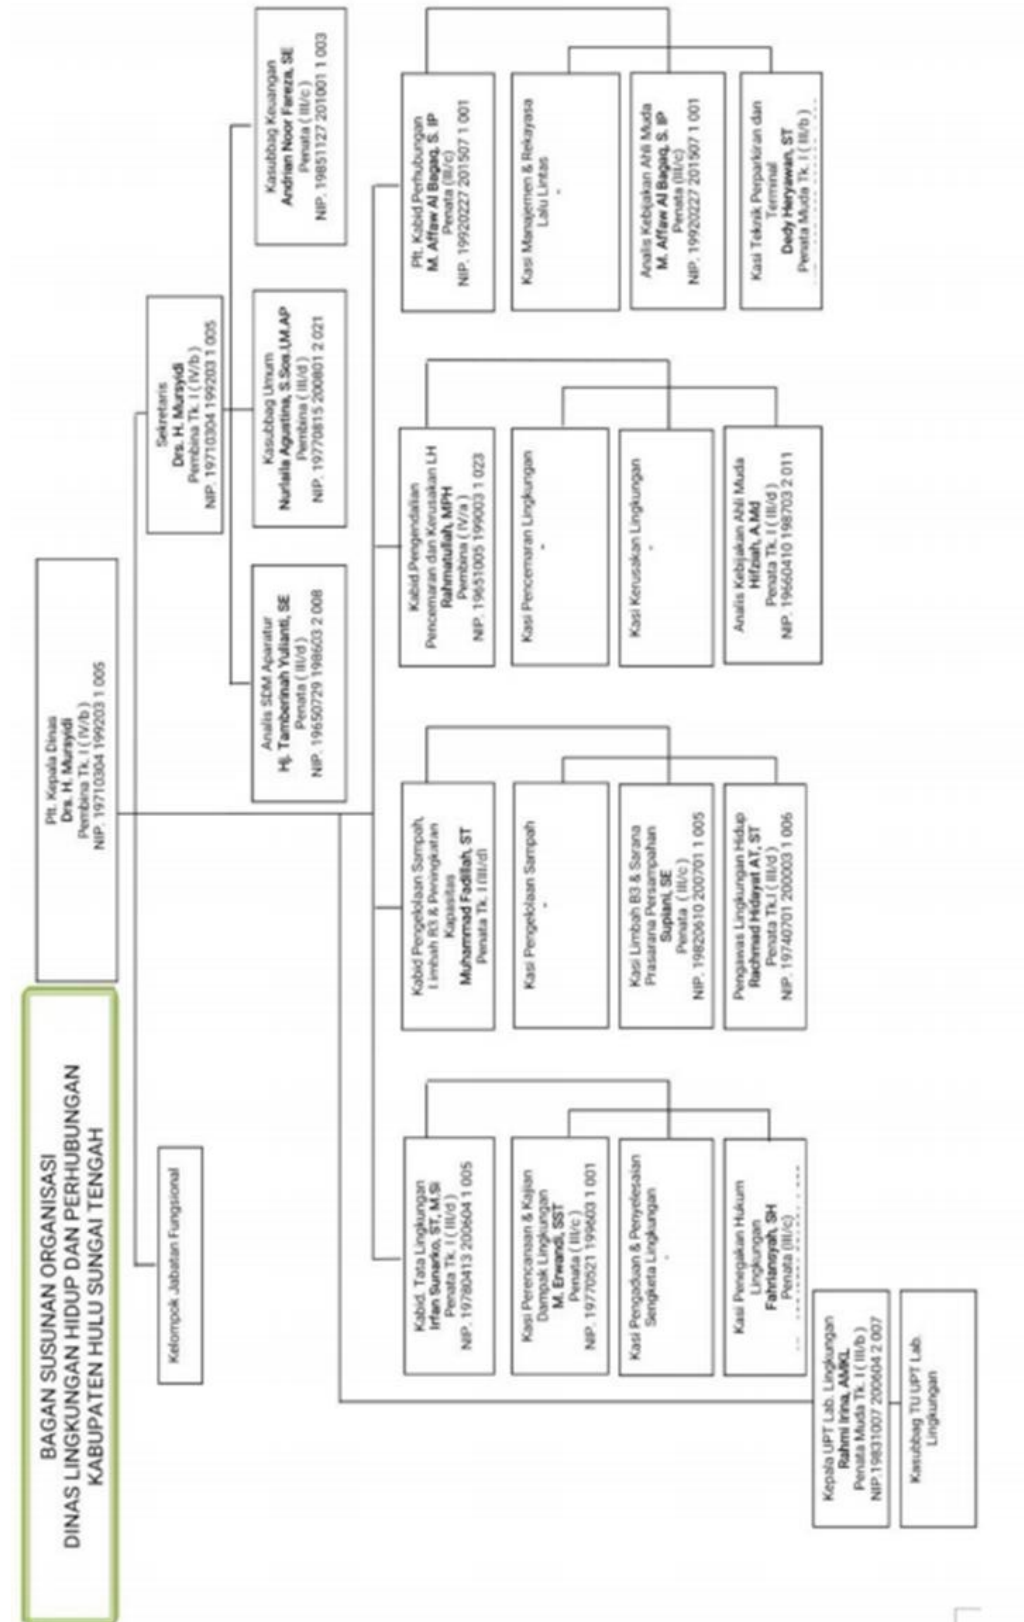 BAGAN SUSUNAN ORGANISASI
DINAS LINGKUNGAN HIDUP DAN PERHUBUNGAN
KABUPATEN HULU SUNGAI TENGAH
Plt. Kepala Dinas
Drs. H. Mursyidi
Pembina Tk. I ( IV/b )
NIP. 19710304 199203 1 005
Kelompok Jabatan Fungsional
Sekretaris
Drs. H. Mursyidi
Pembina Tk. I ( IV/b )
NIP. 19710304 199203 1 005
Analis SDM Aparatur
Hj. Tamberinah Yulianti, SE
Penata ( III/d )
NIP. 19650729 198603 2 008
Kasubbag Umum
Nurlaila Agustina, S.Sos.I,M.AP
Pembina ( III/d )
NIP. 19770815 200801 2 021
Kasubbag Keuangan
Andrian Noor Fareza, SE
Penata ( III/c )
NIP. 19851127 201001 1 003
Kabid. Tata Lingkungan
Irfan Sunarko, ST, M.Si
Penata Tk. I ( III/d )
NIP. 19780413 200604 1 005
Kasi Perencanaan & Kajian
Dampak Lingkungan
M. Erwandi, SST
Penata ( III/c )
NIP. 19770521 199603 1 001
Kasi Pengaduan & Penyelesaian
Sengketa Lingkungan
-
Kasi Penegakan Hukum
Lingkungan
Fahriansyah, SH
Penata (III/c)
Kabid Pengelolaan Sampah,
Limbah B3 & Peningkatan
Kapasitas
Muhammad Fadillah, ST
Penata Tk. I (III/d)
Kasi Pengelolaan Sampah
-
Kasi Limbah B3 & Sarana
Prasarana Persampahan
Supiani, SE
Penata ( III/c )
NIP. 19820610 200701 1 005
Pengawas Lingkungan Hidup
Rachmad Hidayat AT, ST
Penata Tk.I ( III/d )
NIP. 19740701 200003 1 006
Kabid.Pengendalian
Pencemaran dan Kerusakan LH
Rahmatullah, MPH
Pembina ( IV/a )
NIP. 19651005 199003 1 023
Kasi Pencemaran Lingkungan
-
Kasi Kerusakan Lingkungan
-
Analis Kebijakan Ahli Muda
Hifziah, A.Md
Penata Tk. I ( III/d )
NIP. 19660410 198703 2 011
Plt. Kabid Perhubungan
M. Affaw Al Bagaq, S. IP
Penata (III/c)
NIP. 19920227 201507 1 001
Kasi Manajemen & Rekayasa
Lalu Lintas
-
Analis Kebijakan Ahli Muda
M. Affaw Al Bagaq, S. IP
Penata (III/c)
NIP. 19920227 201507 1 001
Kasi Teknik Perparkiran dan
Terminal
Dedy Heryawan, ST
Penata Muda Tk. I ( III/b )
Kepala UPT Lab. Lingkungan
Rahmi Irina, AMKL
Penata Muda Tk. I ( III/b )
NIP.19831007 200604 2 007
Kasubbag TU UPT Lab.
Lingkungan